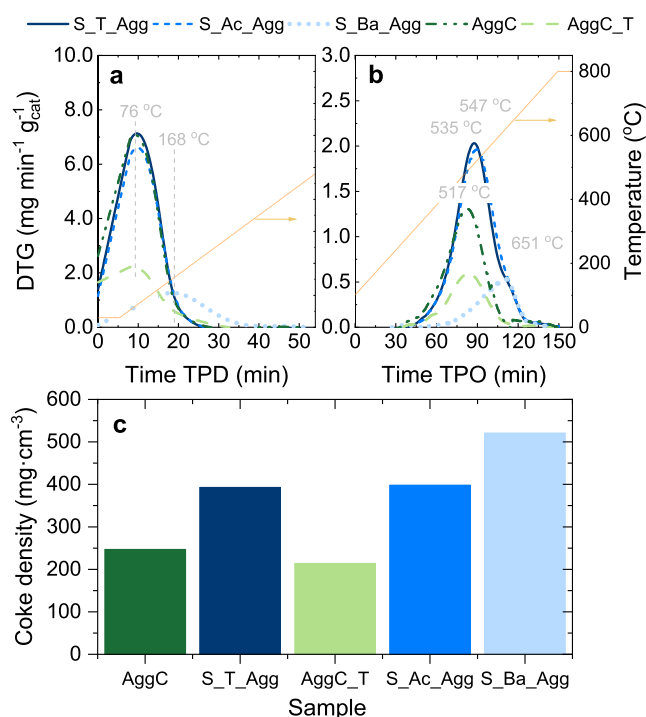 S_T_Agg S_Ac_Agg S_Ba_Agg AggC AggC_T
a
76 °C
168 °C
DTG (mg min⁻¹ g⁻¹cat)
10.0
8.0
6.0
4.0
2.0
0.0
0 10 20 30 40 50
Time TPD (min)
b
547 °C
535 °C
517 °C
651 °C
3.0
2.5
2.0
1.5
1.0
0.5
0.0
0 30 60 90 120 150
Time TPO (min)
800
600
400
200
0
Temperature (°C)
c
Coke density (mg·cm⁻³)
600
500
400
300
200
100
0
AggC S_T_Agg AggC_T S_Ac_Agg S_Ba_Agg
Sample